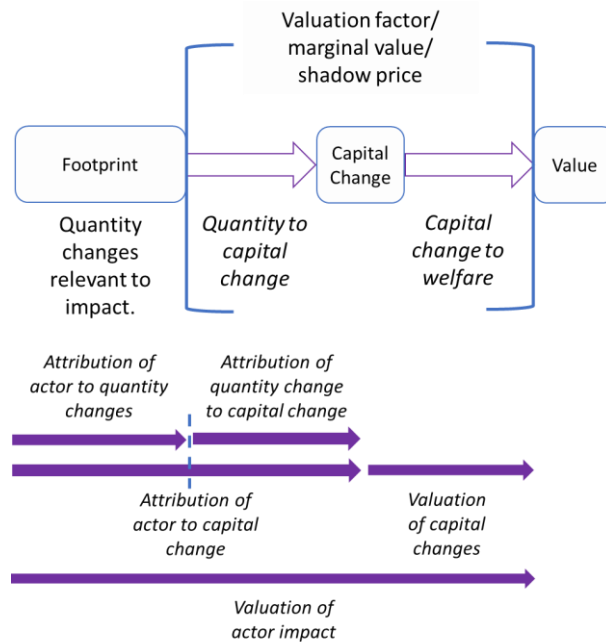 Valuation factor/
marginal value/
shadow price
Footprint
Capital
Change
Value
Quantity
changes
relevant to
impact.
Quantity to
capital
change
Capital
change to
welfare
Attribution of
actor to quantity
changes
Attribution of
quantity change
to capital change
Attribution of
actor to capital
change
Valuation
of capital
changes
Valuation of
actor impact